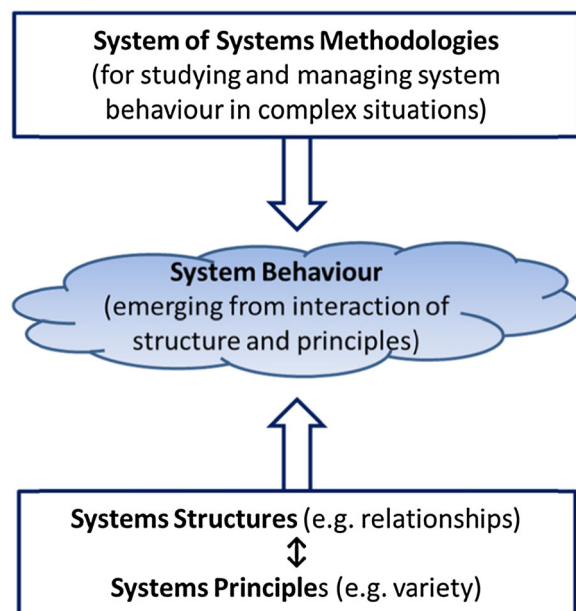 System of Systems Methodologies
(for studying and managing system
behaviour in complex situations)
System Behaviour
(emerging from interaction of
structure and principles)
Systems Structures (e.g. relationships)
Systems Principles (e.g. variety)